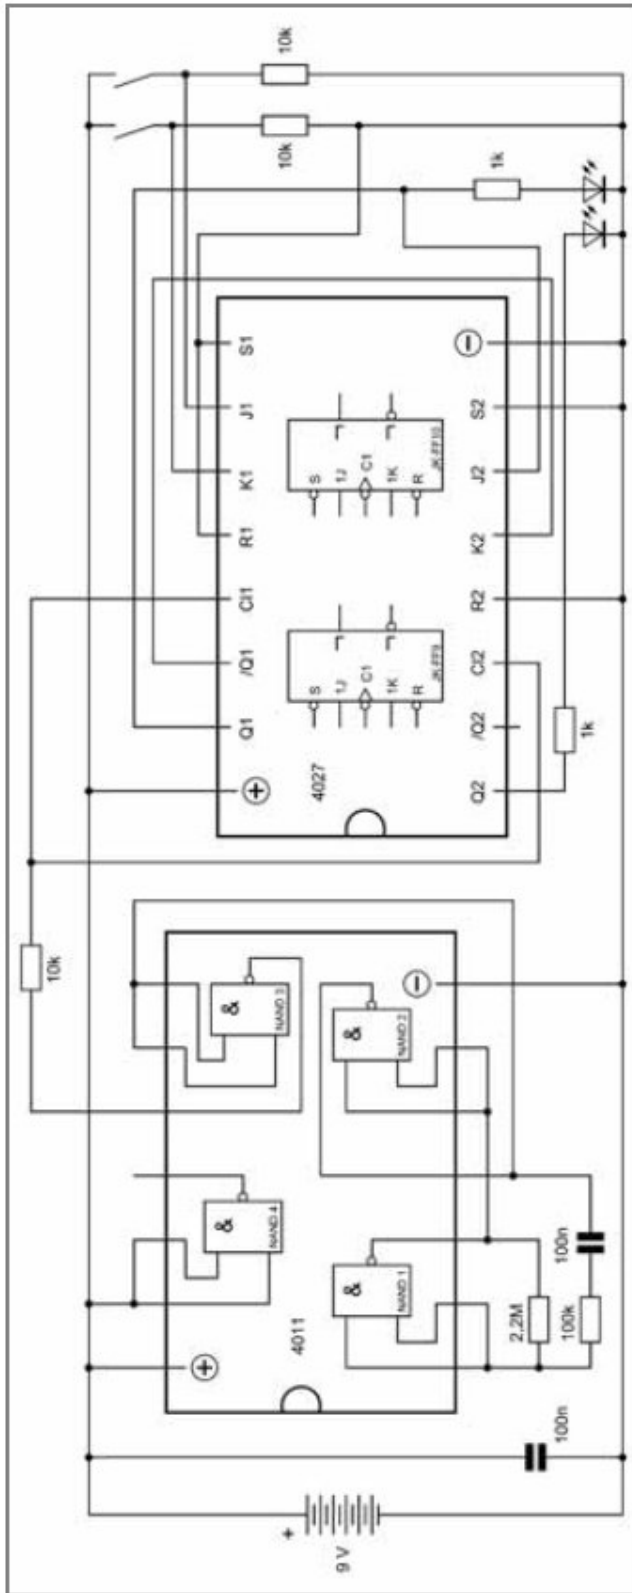 10k
10k
10k
1k
+
9 V
100n
+
4011
&
NAND 4
&
NAND 3
&
NAND 1
&
NAND 2
−
2,2M
100k
100n
+ Q1 /Q1 Cl1 R1 K1 J1 S1
4027
S
1J
C1
1K
R
JK-FF9
S
1J
C1
1K
R
JK-FF10
Q2 /Q2 Cl2 R2 K2 J2 S2 −
1k